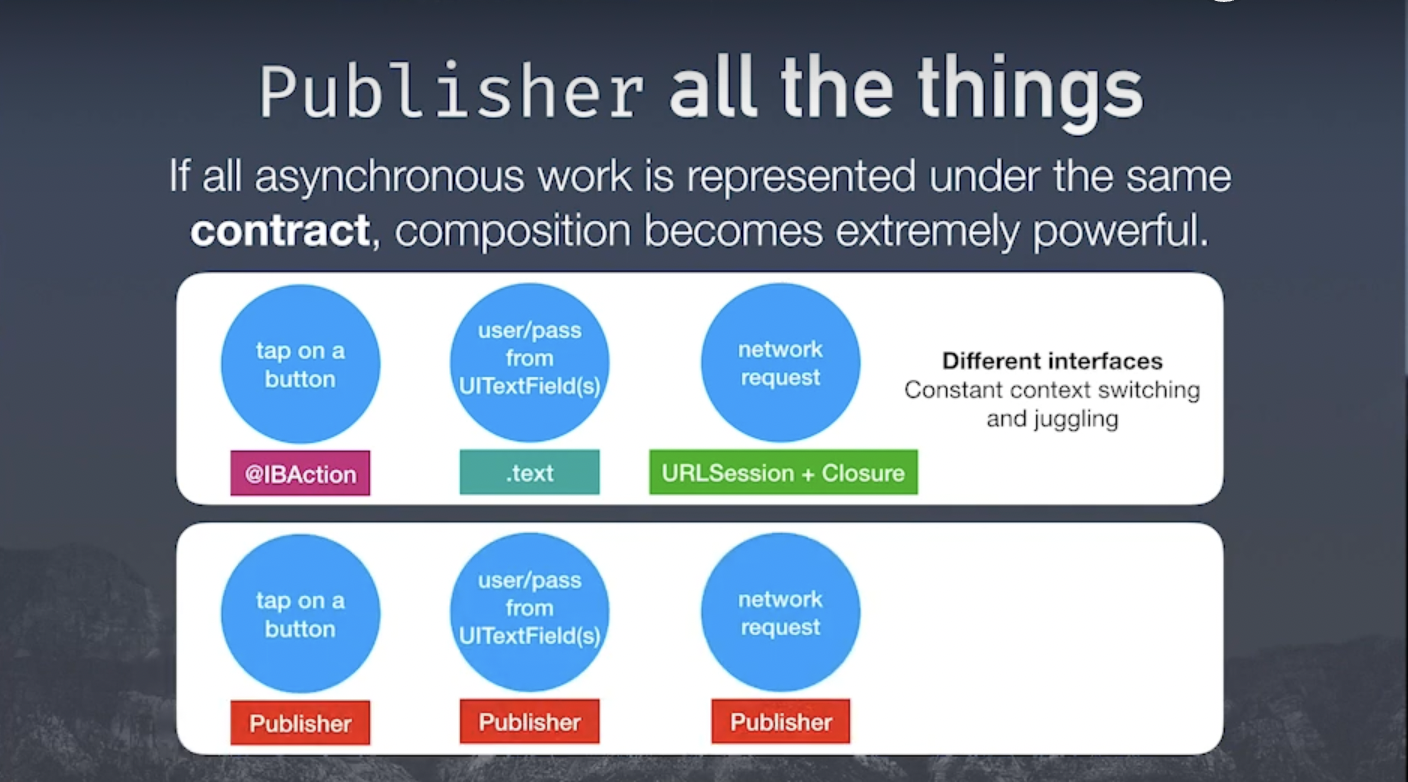 Publisher all the things
If all asynchronous work is represented under the same
contract, composition becomes extremely powerful.
tap on a
button
@IBAction
user/pass
from
UITextField(s)
.text
network
request
URLSession + Closure
Different interfaces
Constant context switching
and juggling
tap on a
button
Publisher
user/pass
from
UITextField(s)
Publisher
network
request
Publisher